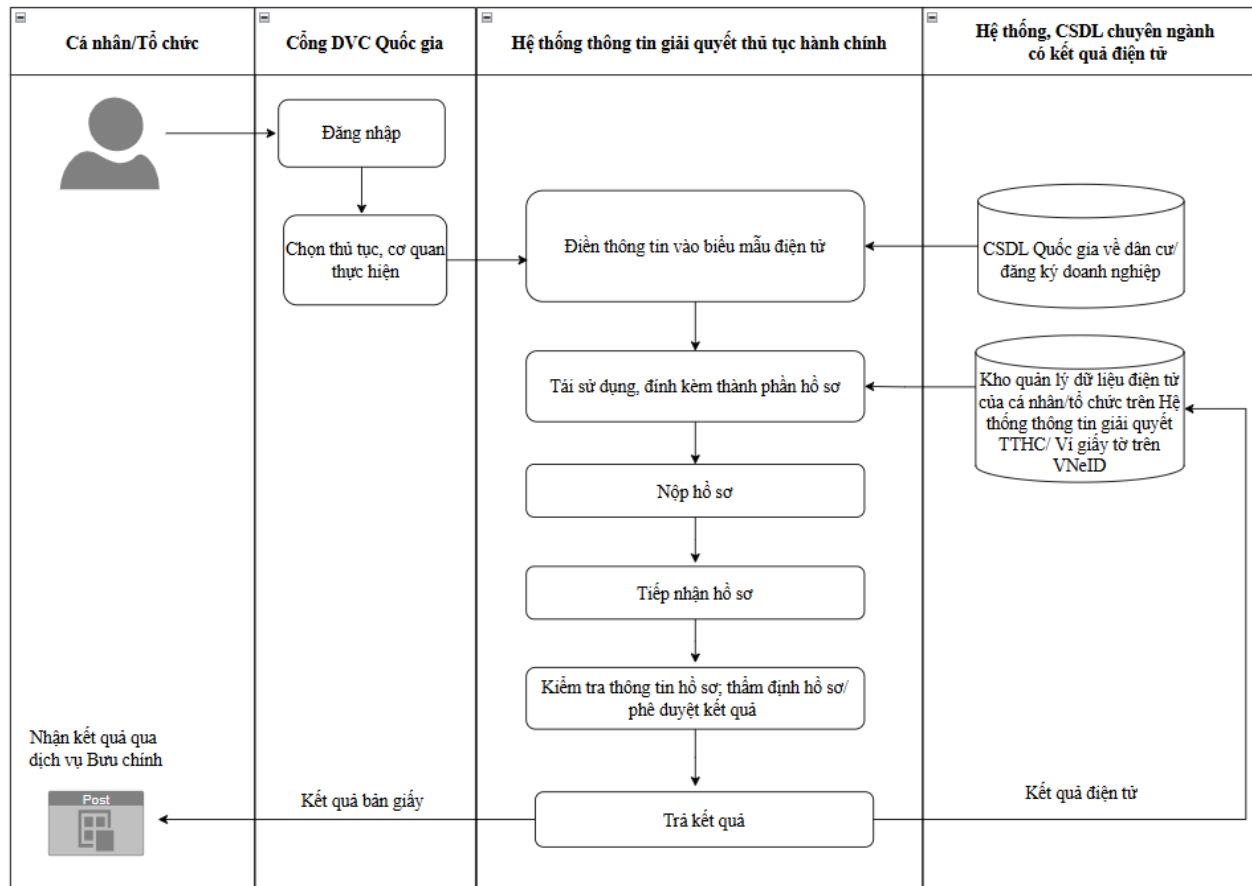 Cá nhân/Tổ chức
Cổng DVC Quốc gia
Hệ thống thông tin giải quyết thủ tục hành chính
Hệ thống, CSDL chuyên ngành
có kết quả điện tử
Đăng nhập
Chọn thủ tục, cơ quan
thực hiện
Điền thông tin vào biểu mẫu điện tử
CSDL Quốc gia về dân cư/
đăng ký doanh nghiệp
Tái sử dụng, đính kèm thành phần hồ sơ
Kho quản lý dữ liệu điện tử
của cá nhân/tổ chức trên Hệ
thống thông tin giải quyết
TTHC/ Ví giấy tờ trên
VNeID
Nộp hồ sơ
Tiếp nhận hồ sơ
Kiểm tra thông tin hồ sơ; thẩm định hồ sơ/
phê duyệt kết quả
Nhận kết quả qua
dịch vụ Bưu chính
Post
Kết quả bản giấy
Trả kết quả
Kết quả điện tử